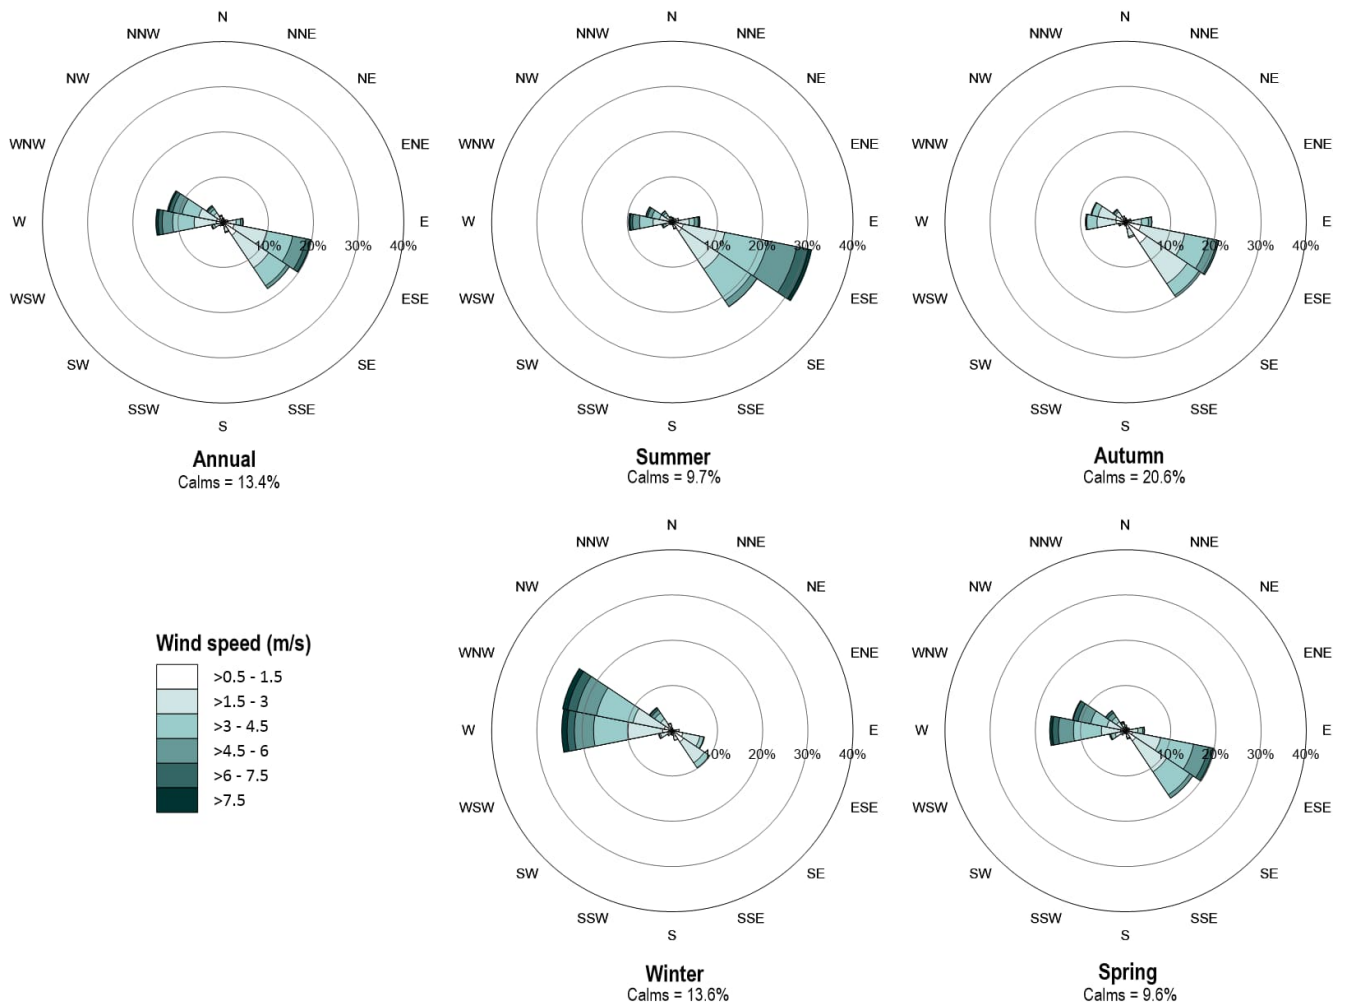 N N N
NNW NNE NNW NNE NNW NNE
NW NE NW NE NW NE
WNW ENE WNW ENE WNW ENE
W E W E W E
10% 20% 30% 40% 10% 20% 30% 40% 10% 20% 30% 40%
WSW ESE WSW ESE WSW ESE
SW SE SW SE SW SE
SSW SSE SSW SSE SSW SSE
S S S
Annual Summer Autumn
Calms = 13.4% Calms = 9.7% Calms = 20.6%
N N
NNW NNE NNW NNE
NW NE NW NE
WNW ENE WNW ENE
W E W E
10% 20% 30% 40% 10% 20% 30% 40%
WSW ESE WSW ESE
SW SE SW SE
SSW SSE SSW SSE
S S
Winter Spring
Calms = 13.6% Calms = 9.6%
Wind speed (m/s)
>0.5 - 1.5
>1.5 - 3
>3 - 4.5
>4.5 - 6
>6 - 7.5
>7.5